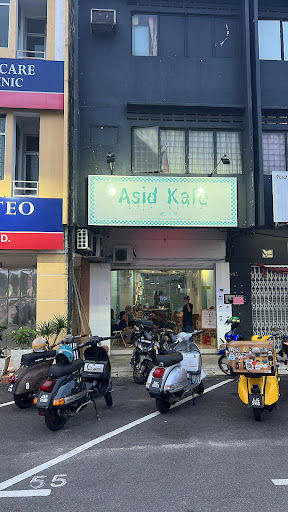 CARE
NIC
TEO
D.
Asid Kafe
55